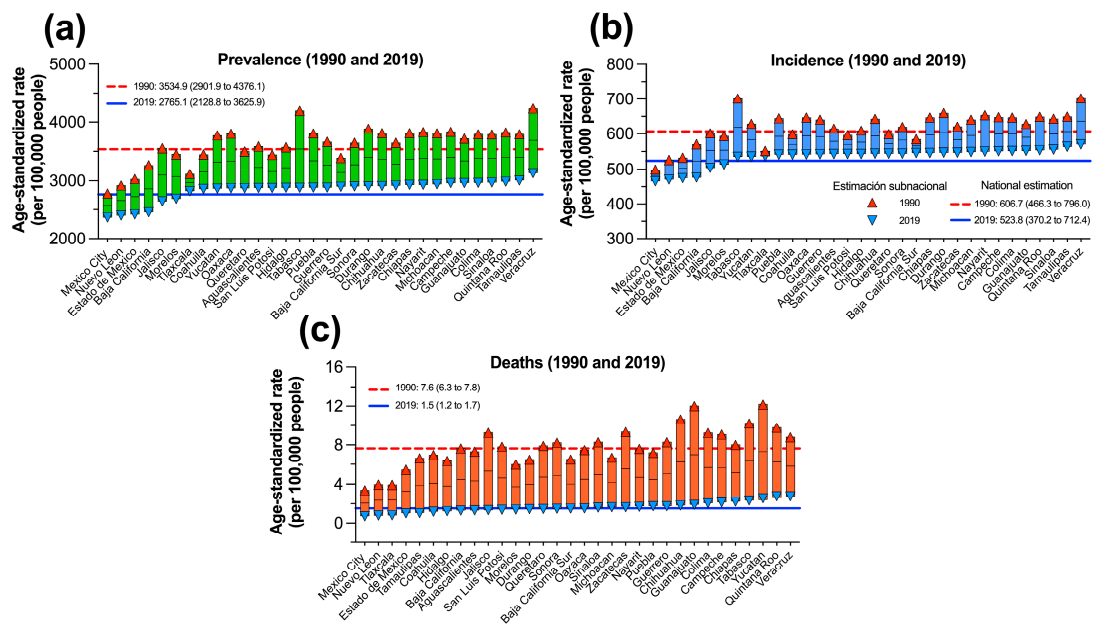 (a)
Prevalence (1990 and 2019)
Age-standardized rate
(per 100,000 people)
5000
4000
3000
2000
1990: 3534.9 (2901.9 to 4376.1)
2019: 2765.1 (2128.8 to 3625.9)
Mexico City
Nuevo Leon
Estado de Mexico
Baja California
Jalisco
Morelos
Tlaxcala
Coahuila
Yucatan
Oaxaca
Queretaro
Aguascalientes
San Luis Potosi
Hidalgo
Tabasco
Puebla
Guerrero
Baja California Sur
Sonora
Durango
Chihuahua
Zacatecas
Chiapas
Nayarit
Michoacan
Campeche
Guanajuato
Colima
Sinaloa
Quintana Roo
Tamaulipas
Veracruz
(b)
Incidence (1990 and 2019)
Age-standardized rate
(per 100,000 people)
800
700
600
500
400
300
Estimación subnacional
1990
2019
National estimation
1990: 606.7 (466.3 to 796.0)
2019: 523.8 (370.2 to 712.4)
Mexico City
Nuevo Leon
Estado de Mexico
Baja California
Jalisco
Morelos
Tabasco
Yucatan
Tlaxcala
Puebla
Coahuila
Oaxaca
Guerrero
Aguascalientes
San Luis Potosi
Hidalgo
Chihuahua
Queretaro
Sonora
Baja California Sur
Chiapas
Durango
Zacatecas
Michoacan
Nayarit
Campeche
Colima
Guanajuato
Quintana Roo
Sinaloa
Tamaulipas
Veracruz
(c)
Deaths (1990 and 2019)
Age-standardized rate
(per 100,000 people)
16
12
8
4
0
1990: 7.6 (6.3 to 7.8)
2019: 1.5 (1.2 to 1.7)
Mexico City
Nuevo Leon
Tlaxcala
Estado de Mexico
Tamaulipas
Coahuila
Hidalgo
Baja California
Aguascalientes
Jalisco
San Luis Potosi
Morelos
Durango
Queretaro
Sonora
Baja California Sur
Oaxaca
Sinaloa
Michoacan
Zacatecas
Nayarit
Puebla
Guerrero
Chihuahua
Guanajuato
Colima
Campeche
Chiapas
Tabasco
Yucatan
Quintana Roo
Veracruz